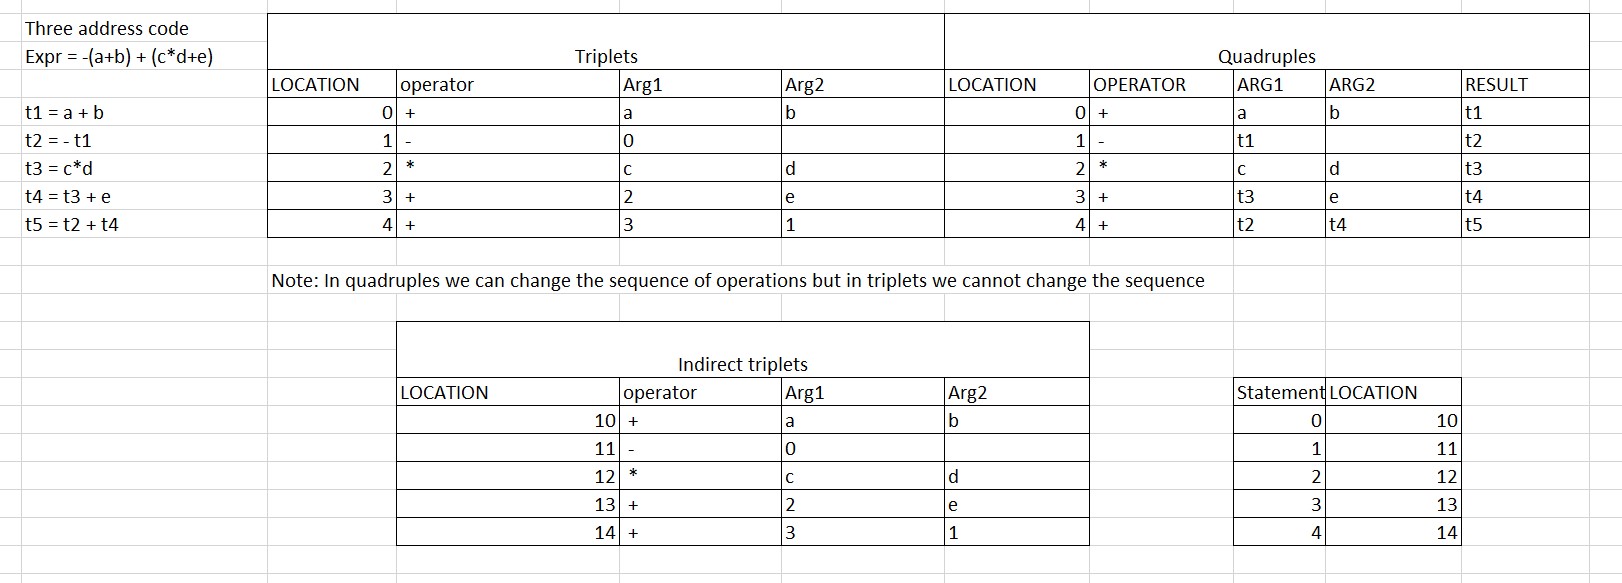 Three address code
Expr = -(a+b) + (c*d+e) Triplets Quadruples
LOCATION operator Arg1 Arg2 LOCATION OPERATOR ARG1 ARG2 RESULT
t1 = a + b 0 + a b 0 + a b t1
t2 = - t1 1 - 0 1 - t1 t2
t3 = c*d 2 * c d 2 * c d t3
t4 = t3 + e 3 + 2 e 3 + t3 e t4
t5 = t2 + t4 4 + 3 1 4 + t2 t4 t5
Note: In quadruples we can change the sequence of operations but in triplets we cannot change the sequence
Indirect triplets
LOCATION operator Arg1 Arg2 Statement LOCATION
10 + a b 0 10
11 - 0 1 11
12 * c d 2 12
13 + 2 e 3 13
14 + 3 1 4 14